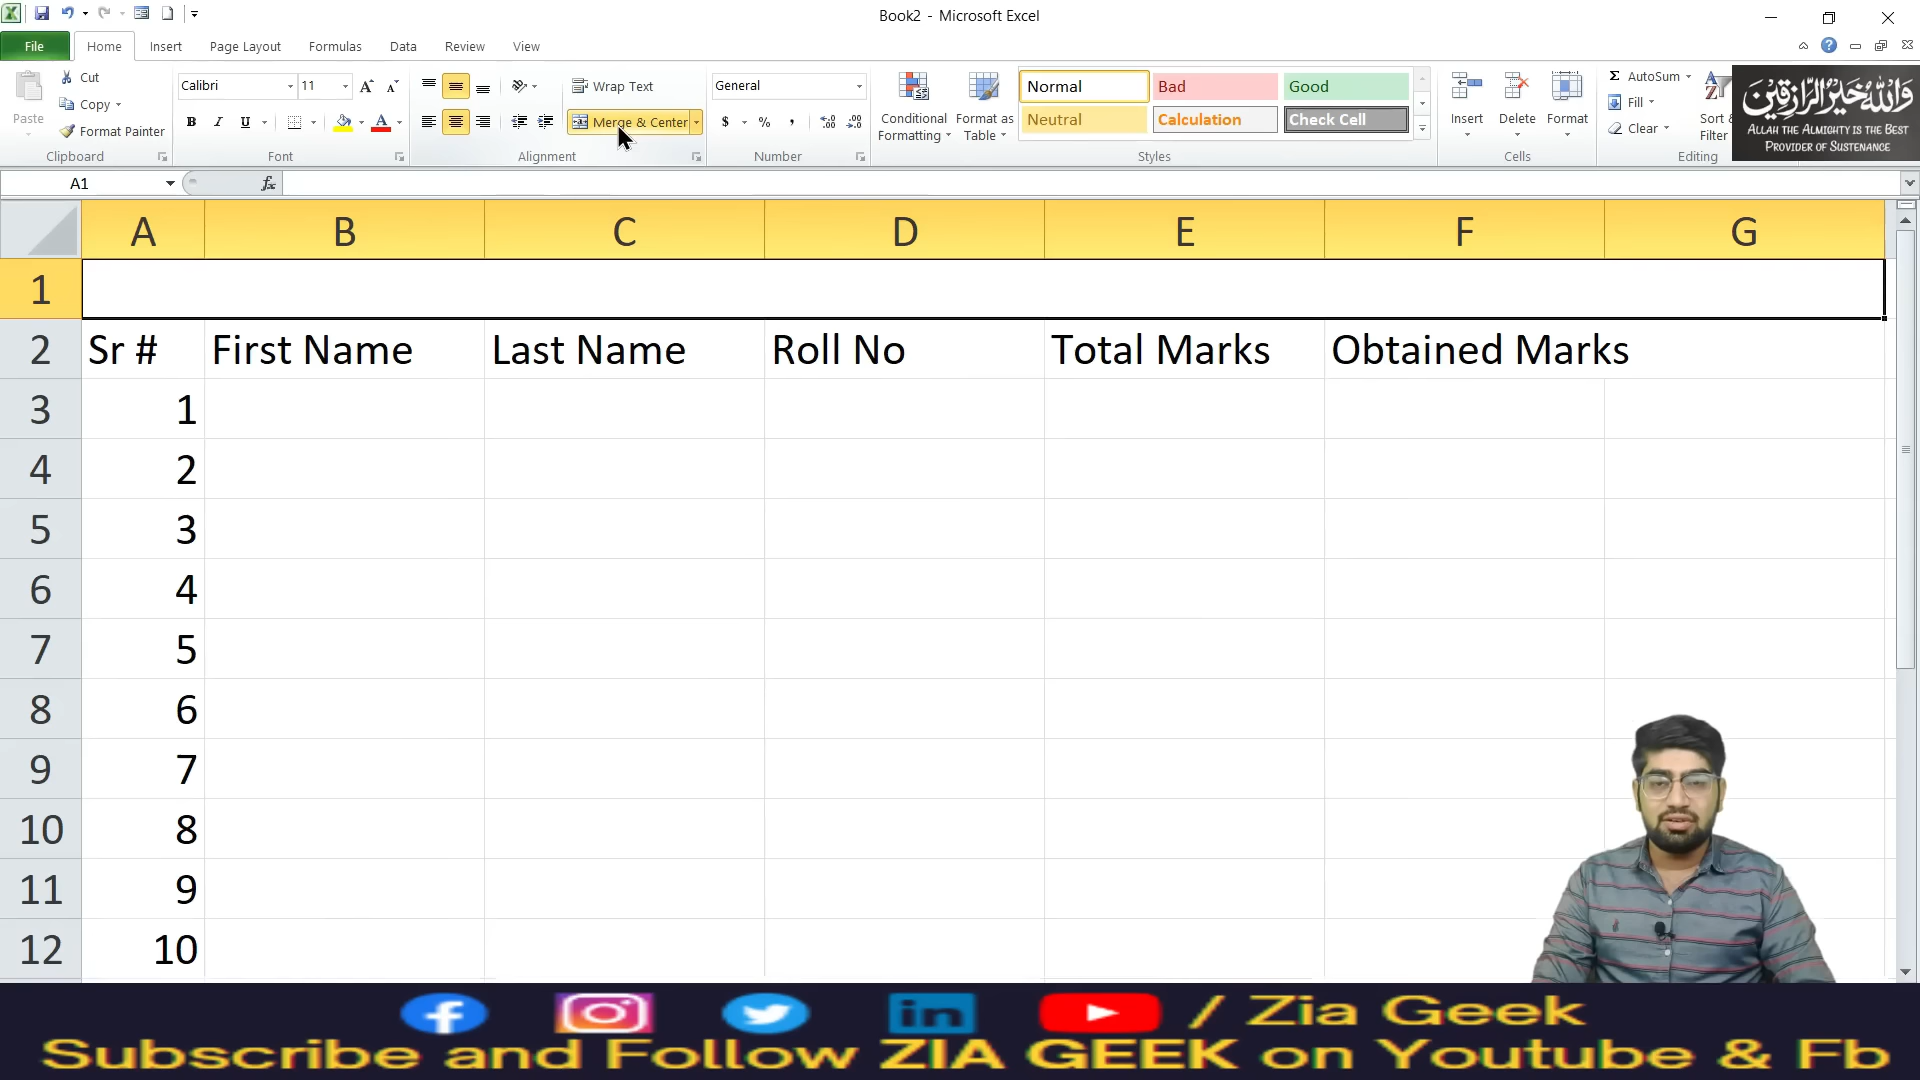 Book2 - Microsoft Excel
File Home Insert Page Layout Formulas Data Review View
Cut
Copy
Format Painter
Paste
Clipboard
Calibri 11
B I U
Font
Wrap Text
Merge & Center
Alignment
General
$ % ,
Number
Conditional Formatting
Format as Table
Normal Bad Good
Neutral Calculation Check Cell
Styles
Insert Delete Format
Cells
Σ AutoSum
Fill
Clear
Sort &
Filter
Editing
والله خير الرازقين
ALLAH THE ALMIGHTY IS THE BEST
PROVIDER OF SUSTENANCE
A1 fx
A B C D E F G
1
2 Sr # First Name Last Name Roll No Total Marks Obtained Marks
3 1
4 2
5 3
6 4
7 5
8 6
9 7
10 8
11 9
12 10
/ Zia Geek
Subscribe and Follow ZIA GEEK on Youtube & Fb